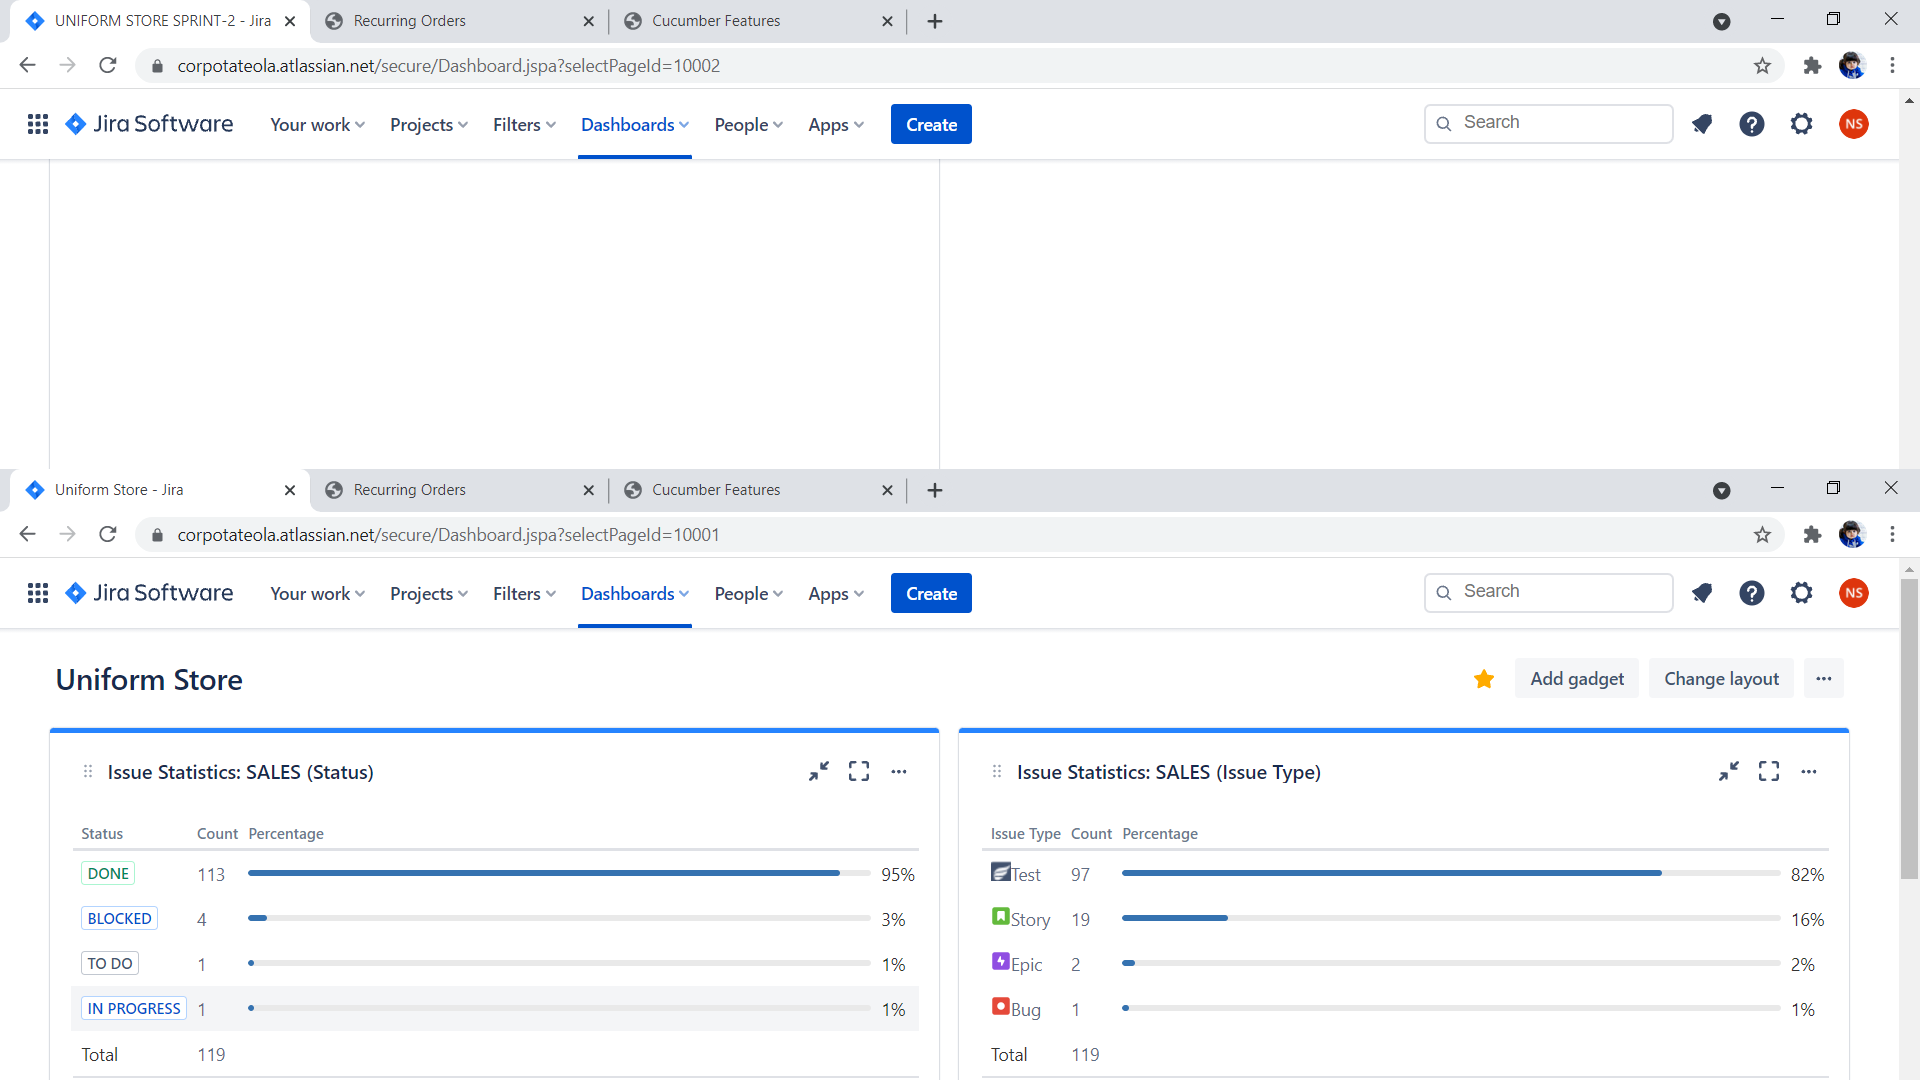 UNIFORM STORE SPRINT-2 - Jira Recurring Orders Cucumber Features
corpotateola.atlassian.net/secure/Dashboard.jspa?selectPageId=10002
Jira Software Your work Projects Filters Dashboards People Apps Create Search NS
Uniform Store - Jira Recurring Orders Cucumber Features
corpotateola.atlassian.net/secure/Dashboard.jspa?selectPageId=10001
Jira Software Your work Projects Filters Dashboards People Apps Create Search NS
Uniform Store Add gadget Change layout
Issue Statistics: SALES (Status)
Status Count Percentage
DONE 113 95%
BLOCKED 4 3%
TO DO 1 1%
IN PROGRESS 1 1%
Total 119
Issue Statistics: SALES (Issue Type)
Issue Type Count Percentage
Test 97 82%
Story 19 16%
Epic 2 2%
Bug 1 1%
Total 119